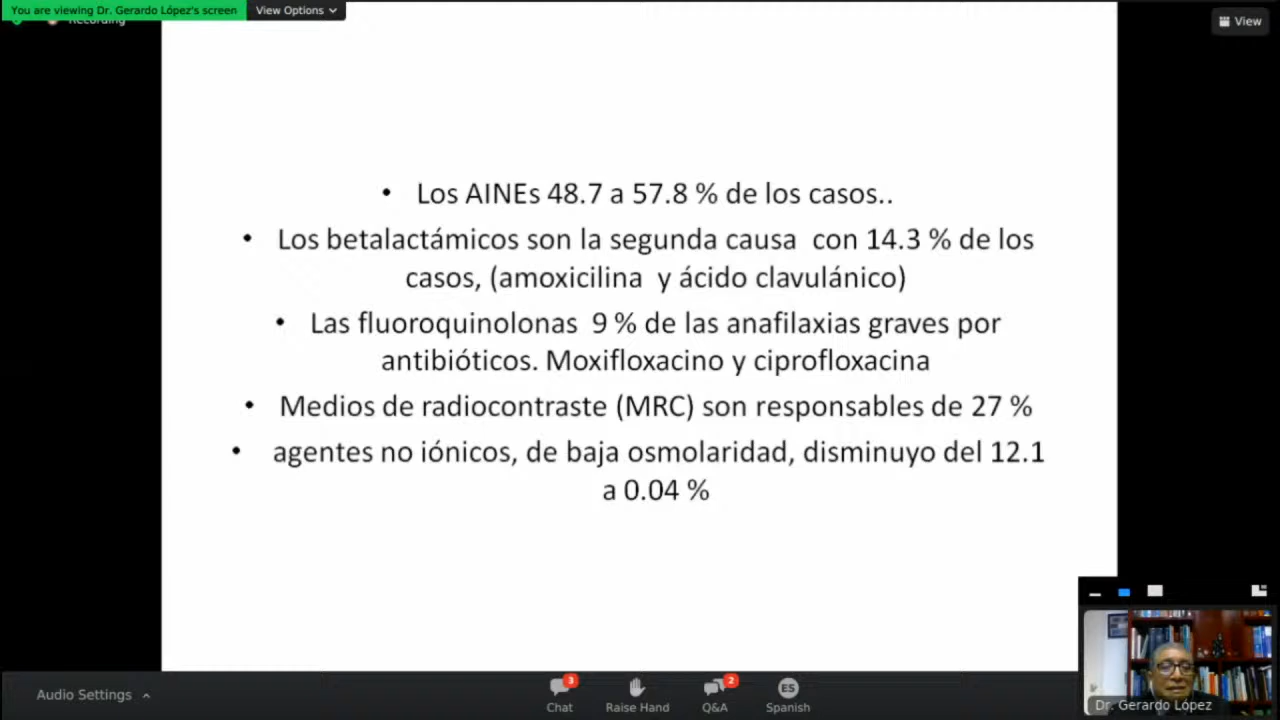 You are viewing Dr. Gerardo López's screen
View Options
Recording
View
• Los AINEs 48.7 a 57.8 % de los casos..
• Los betalactámicos son la segunda causa con 14.3 % de los
casos, (amoxicilina y ácido clavulánico)
• Las fluoroquinolonas 9 % de las anafilaxias graves por
antibióticos. Moxifloxacino y ciprofloxacina
• Medios de radiocontraste (MRC) son responsables de 27 %
• agentes no iónicos, de baja osmolaridad, disminuyo del 12.1
a 0.04 %
Dr. Gerardo López
Audio Settings
3
Chat
Raise Hand
2
Q&A
ES
Spanish